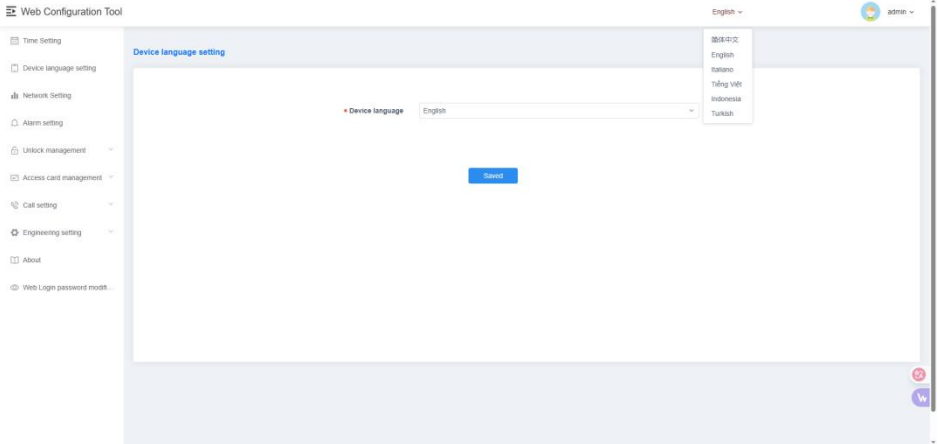 Web Configuration Tool
English
admin
Time Setting
Device language setting
Network Setting
Alarm setting
Unlock management
Access card management
Call setting
Engineering setting
About
Web Login password modifi...
Device language setting
* Device language
English
Saved
简体中文
English
Italiano
Tiếng Việt
Indonesia
Turkish